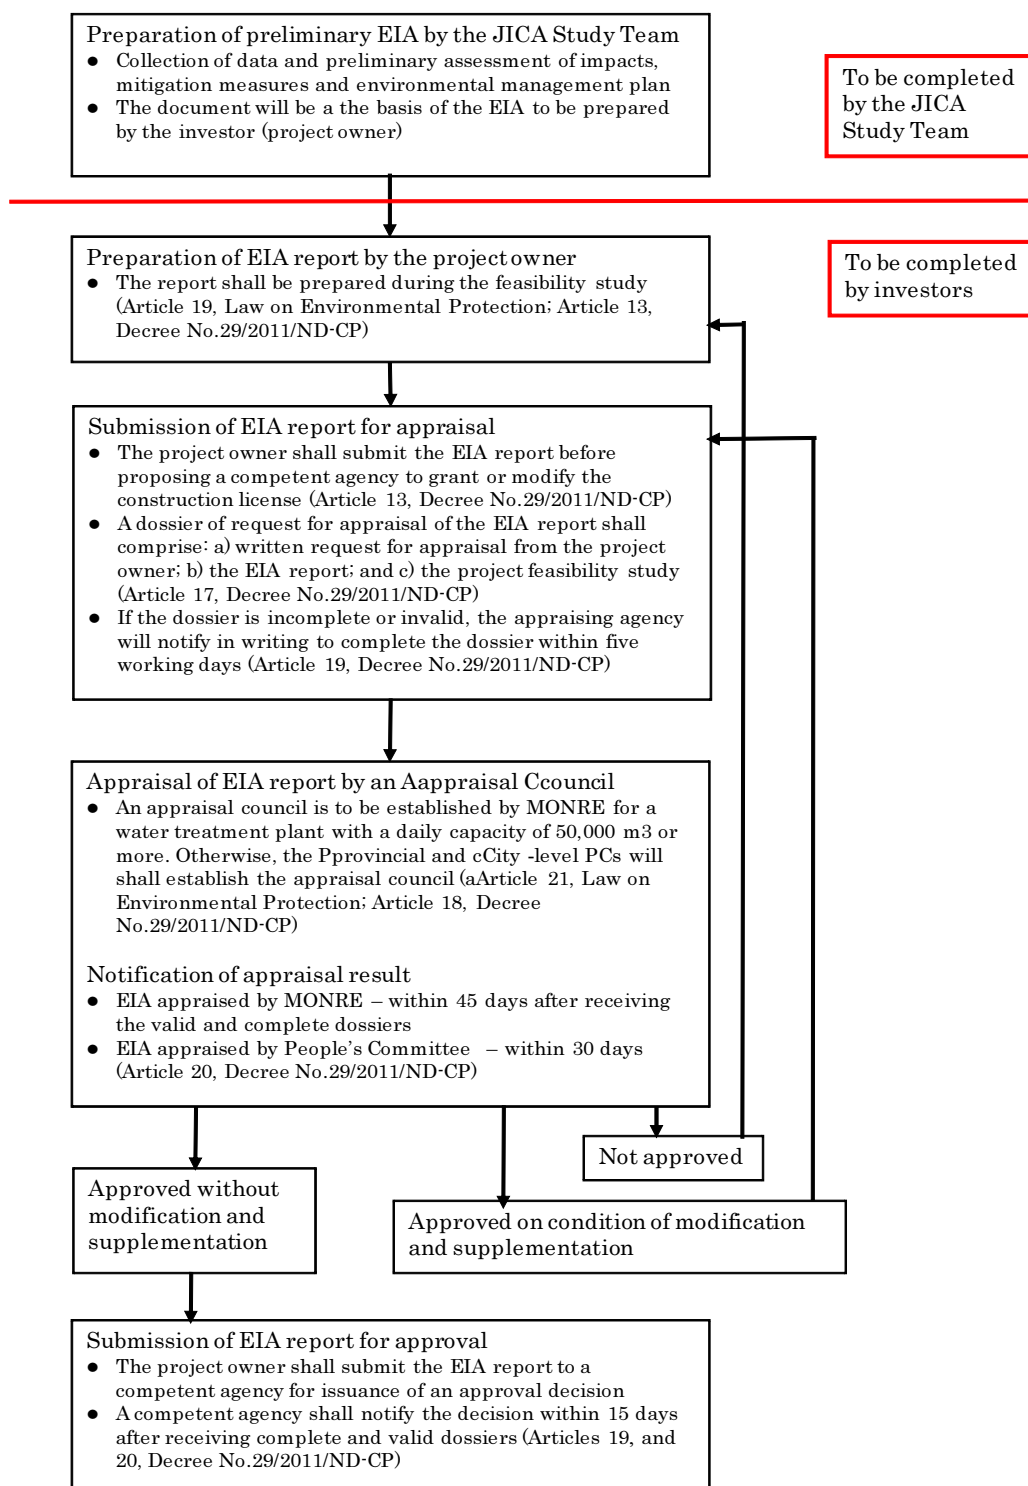 Preparation of preliminary EIA by the JICA Study Team
● Collection of data and preliminary assessment of impacts,
mitigation measures and environmental management plan
● The document will be a the basis of the EIA to be prepared
by the investor (project owner)
To be completed
by the JICA
Study Team
Preparation of EIA report by the project owner
● The report shall be prepared during the feasibility study
(Article 19, Law on Environmental Protection; Article 13,
Decree No.29/2011/ND-CP)
To be completed
by investors
Submission of EIA report for appraisal
● The project owner shall submit the EIA report before
proposing a competent agency to grant or modify the
construction license (Article 13, Decree No.29/2011/ND-CP)
● A dossier of request for appraisal of the EIA report shall
comprise: a) written request for appraisal from the project
owner; b) the EIA report; and c) the project feasibility study
(Article 17, Decree No.29/2011/ND-CP)
● If the dossier is incomplete or invalid, the appraising agency
will notify in writing to complete the dossier within five
working days (Article 19, Decree No.29/2011/ND-CP)
Appraisal of EIA report by an Aappraisal Ccouncil
● An appraisal council is to be established by MONRE for a
water treatment plant with a daily capacity of 50,000 m3 or
more. Otherwise, the Pprovincial and cCity -level PCs will
shall establish the appraisal council (aArticle 21, Law on
Environmental Protection; Article 18, Decree
No.29/2011/ND-CP)
Notification of appraisal result
● EIA appraised by MONRE – within 45 days after receiving
the valid and complete dossiers
● EIA appraised by People's Committee – within 30 days
(Article 20, Decree No.29/2011/ND-CP)
Not approved
Approved without
modification and
supplementation
Approved on condition of modification
and supplementation
Submission of EIA report for approval
● The project owner shall submit the EIA report to a
competent agency for issuance of an approval decision
● A competent agency shall notify the decision within 15 days
after receiving complete and valid dossiers (Articles 19, and
20, Decree No.29/2011/ND-CP)